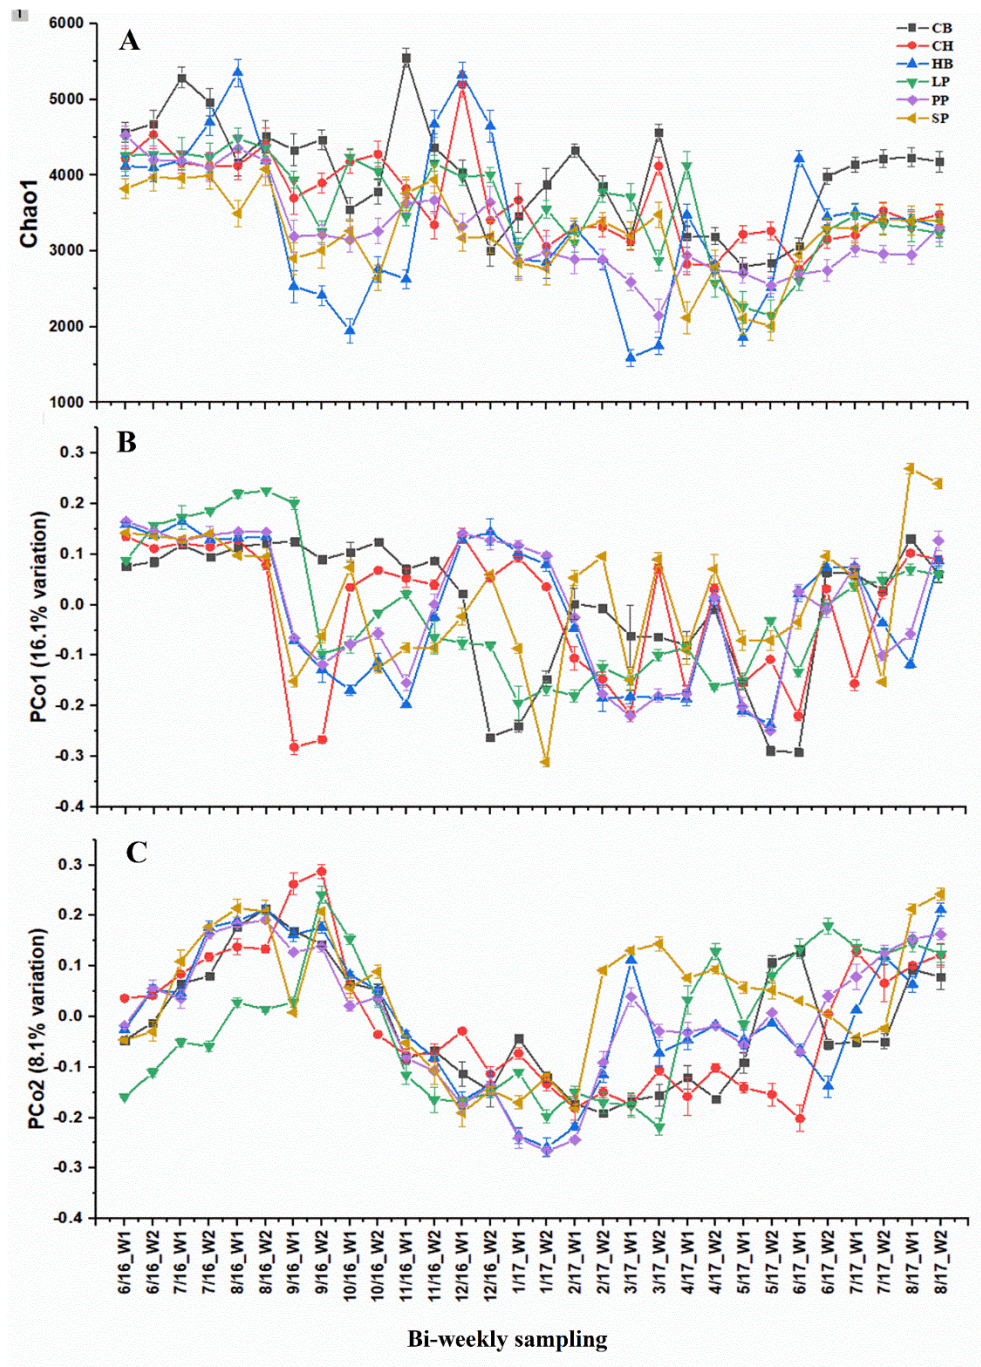 1
A
CB
CH
HB
LP
PP
SP
6000
5000
4000
3000
2000
1000
Chao1
B
0.3
0.2
0.1
0.0
-0.1
-0.2
-0.3
-0.4
PCo1 (16.1% variation)
C
0.3
0.2
0.1
0.0
-0.1
-0.2
-0.3
-0.4
PCo2 (8.1% variation)
6/16_W1
6/16_W2
7/16_W1
7/16_W2
8/16_W1
8/16_W2
9/16_W1
9/16_W2
10/16_W1
10/16_W2
11/16_W1
11/16_W2
12/16_W1
12/16_W2
1/17_W1
1/17_W2
2/17_W1
2/17_W2
3/17_W1
3/17_W2
4/17_W1
4/17_W2
5/17_W1
5/17_W2
6/17_W1
6/17_W2
7/17_W1
7/17_W2
8/17_W1
8/17_W2
Bi-weekly sampling